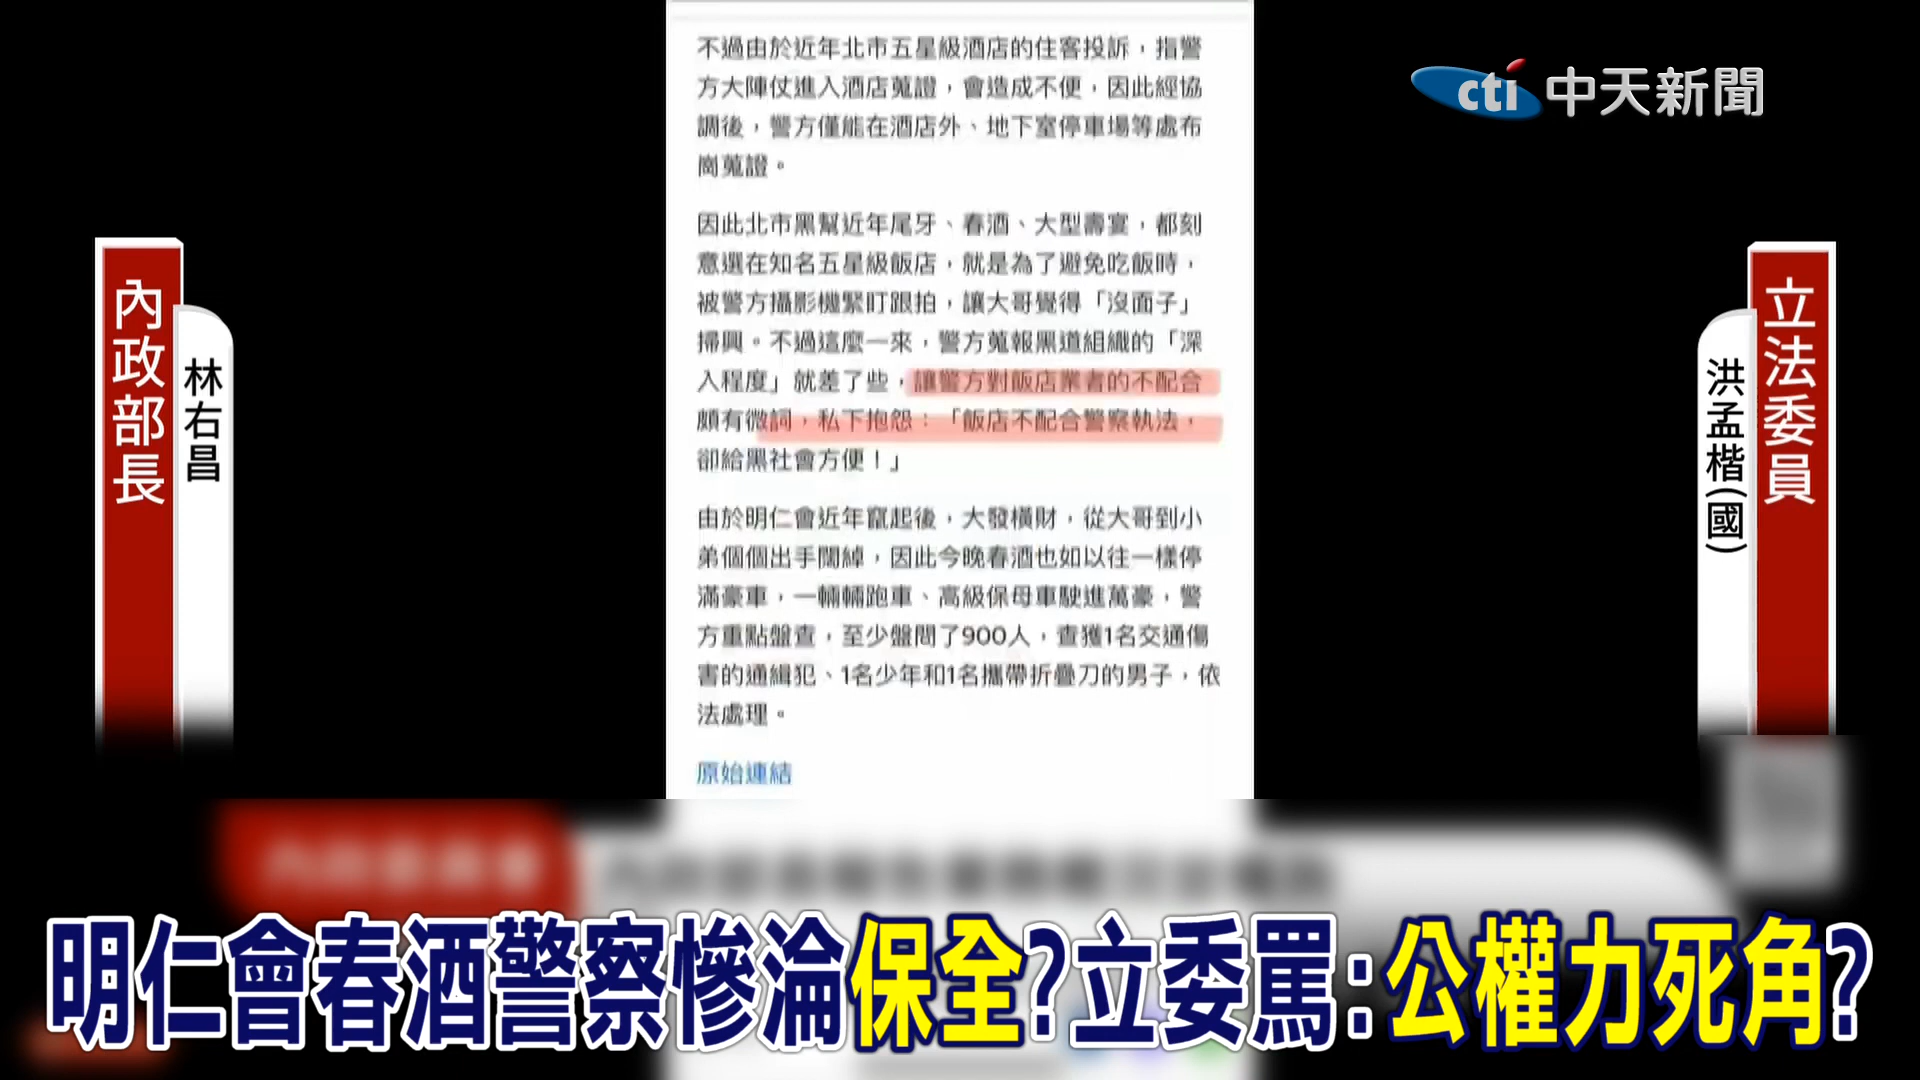 不過由於近年北市五星級酒店的住客投訴，指警
方大陣仗進入酒店蒐證，會造成不便，因此經協
調後，警方僅能在酒店外、地下室停車場等處布
崗蒐證。
因此北市黑幫近年尾牙、春酒、大型壽宴，都刻
意選在知名五星級飯店，就是為了避免吃飯時，
被警方攝影機緊盯跟拍，讓大哥覺得「沒面子」
掃興。不過這麼一來，警方蒐報黑道組織的「深
入程度」就差了些，讓警方對飯店業者的不配合
頗有微詞，私下抱怨：「飯店不配合警察執法，
卻給黑社會方便！」
由於明仁會近年竄起後，大發橫財，從大哥到小
弟個個出手闊綽，因此今晚春酒也如以往一樣停
滿豪車，一輛輛跑車、高級保母車駛進萬豪，警
方重點盤查，至少盤問了900人，查獲1名交通傷
害的通緝犯、1名少年和1名攜帶折疊刀的男子，依
法處理。
原始連結
cti 中天新聞
內政部長
林右昌
立法委員
洪孟楷(國)
明仁會春酒警察慘淪保全?立委罵:公權力死角?